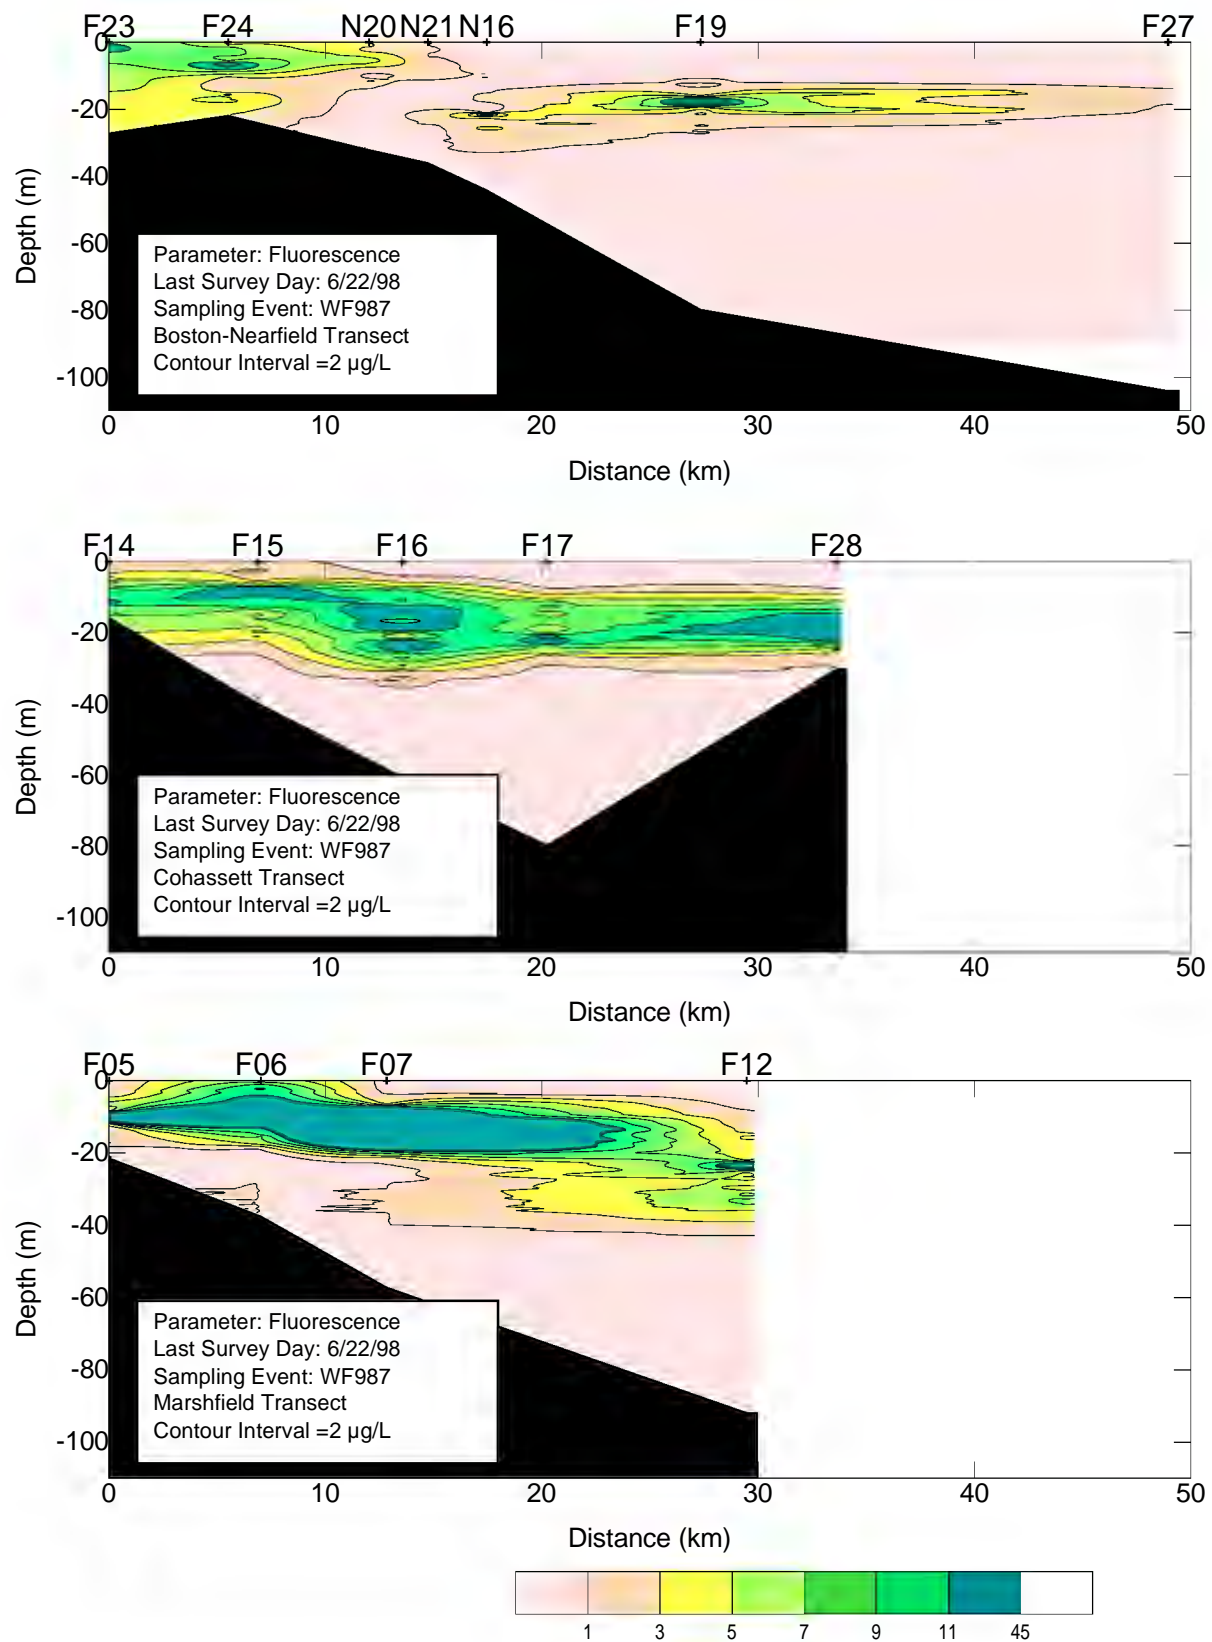 F23 F24 N20 N21 N16 F19 F27
0
-20
-40
-60
-80
-100
Depth (m)
Parameter: Fluorescence
Last Survey Day: 6/22/98
Sampling Event: WF987
Boston-Nearfield Transect
Contour Interval =2 µg/L
0 10 20 30 40 50
Distance (km)
F14 F15 F16 F17 F28
0
-20
-40
-60
-80
-100
Depth (m)
Parameter: Fluorescence
Last Survey Day: 6/22/98
Sampling Event: WF987
Cohassett Transect
Contour Interval =2 µg/L
0 10 20 30 40 50
Distance (km)
F05 F06 F07 F12
0
-20
-40
-60
-80
-100
Depth (m)
Parameter: Fluorescence
Last Survey Day: 6/22/98
Sampling Event: WF987
Marshfield Transect
Contour Interval =2 µg/L
0 10 20 30 40 50
Distance (km)
1 3 5 7 9 11 45